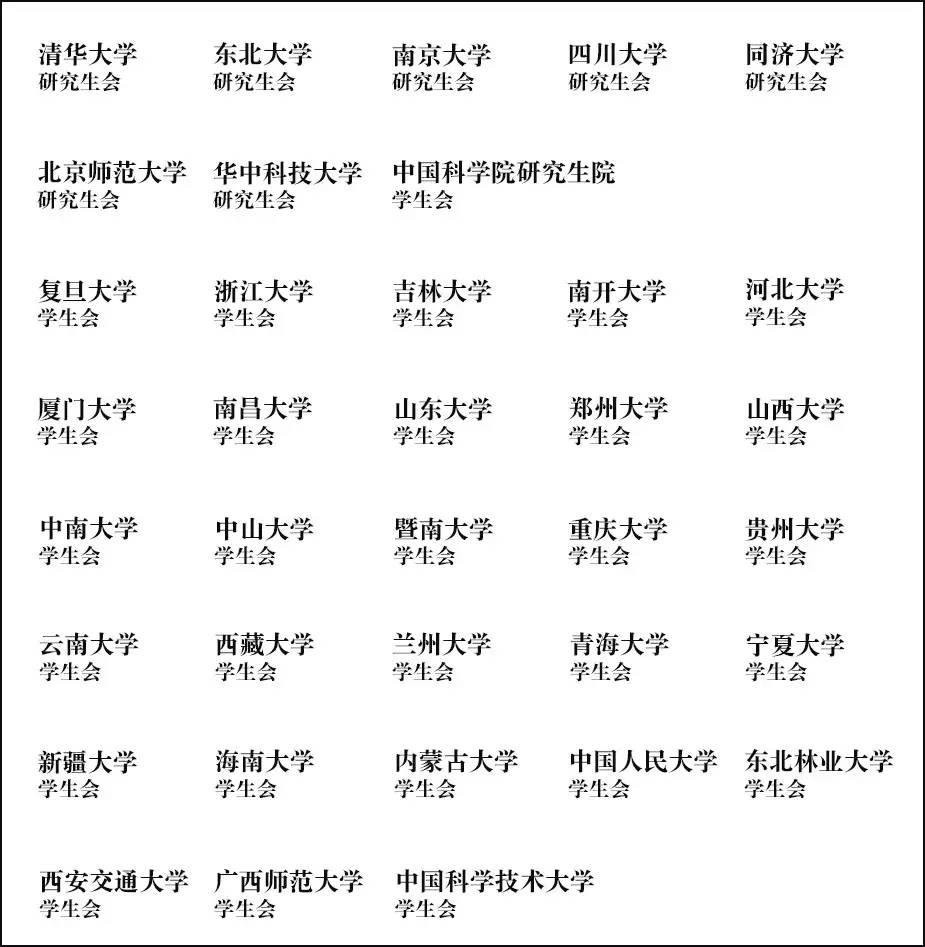 清华大学 东北大学 南京大学 四川大学 同济大学
研究生会 研究生会 研究生会 研究生会 研究生会
北京师范大学 华中科技大学 中国科学院研究生院
研究生会 研究生会 学生会
复旦大学 浙江大学 吉林大学 南开大学 河北大学
学生会 学生会 学生会 学生会 学生会
厦门大学 南昌大学 山东大学 郑州大学 山西大学
学生会 学生会 学生会 学生会 学生会
中南大学 中山大学 暨南大学 重庆大学 贵州大学
学生会 学生会 学生会 学生会 学生会
云南大学 西藏大学 兰州大学 青海大学 宁夏大学
学生会 学生会 学生会 学生会 学生会
新疆大学 海南大学 内蒙古大学 中国人民大学 东北林业大学
学生会 学生会 学生会 学生会 学生会
西安交通大学 广西师范大学 中国科学技术大学
学生会 学生会 学生会